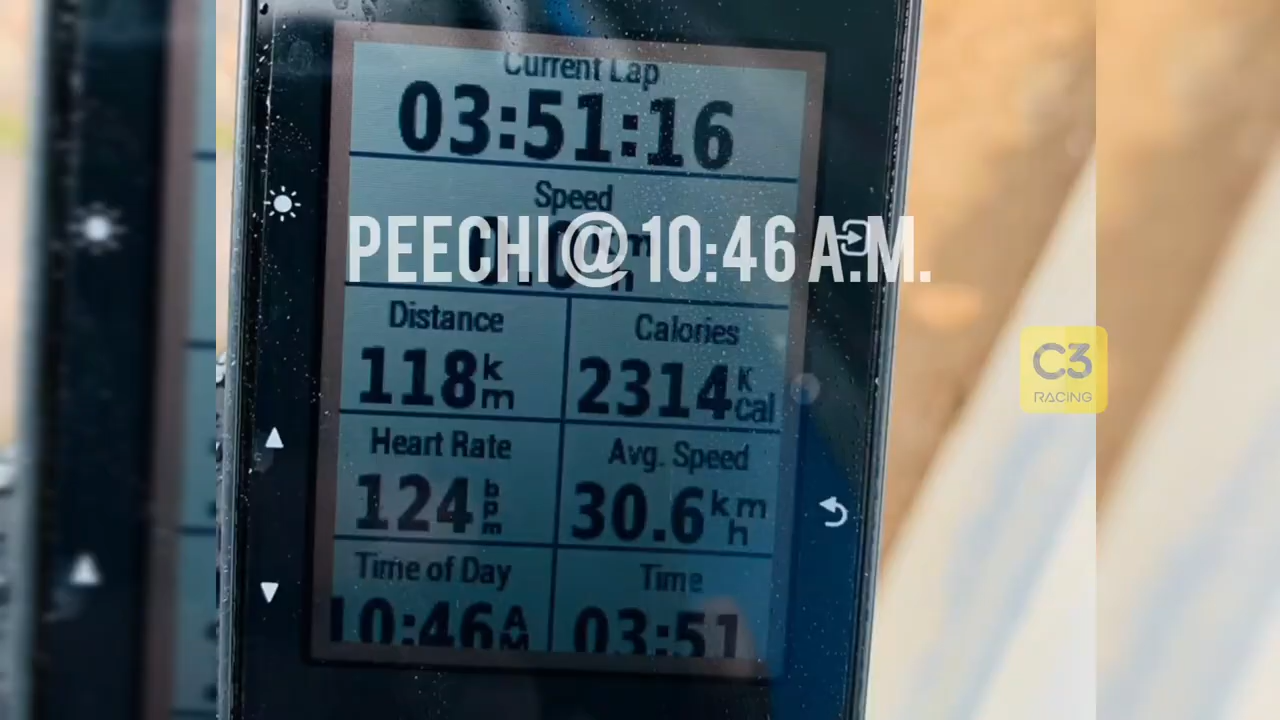 Current Lap
03:51:16
Speed
PEECHI @ 10:46 A.M.
Distance
Calories
118 km
2314 K cal
Heart Rate
Avg. Speed
124 bpm
30.6 km h
Time of Day
Time
10:46 AM
03:51
C3
RACING